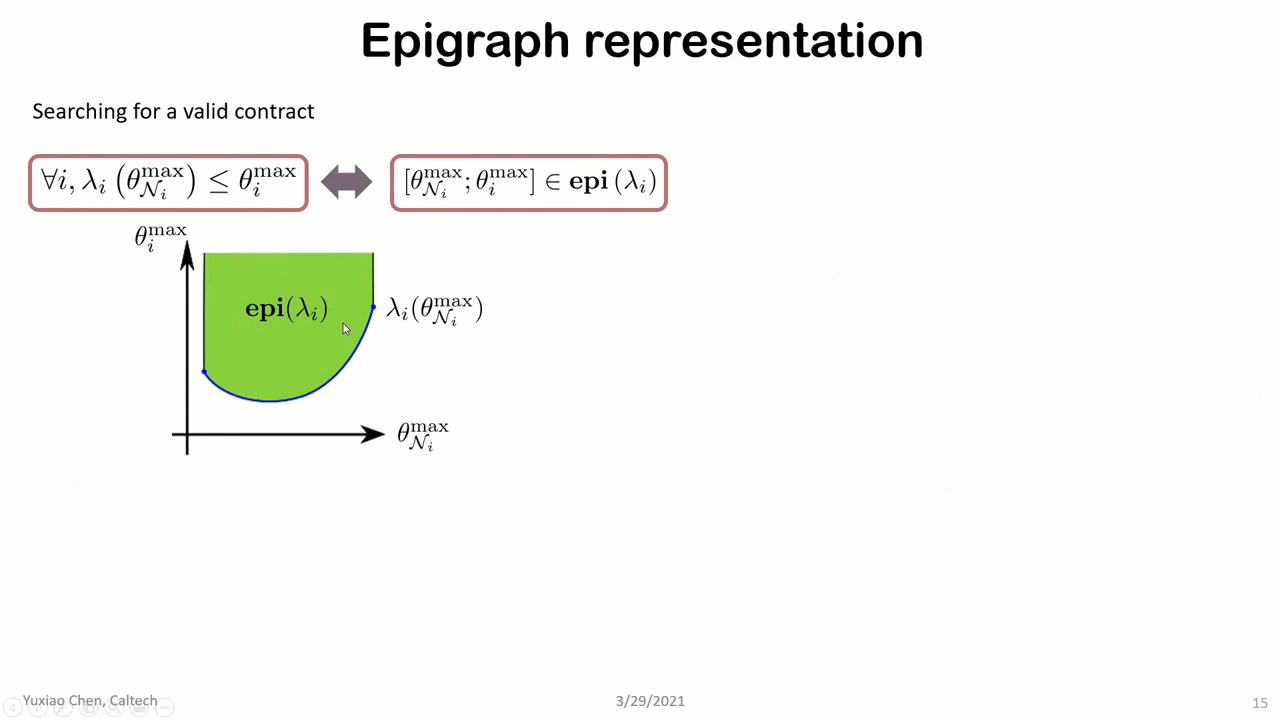 Epigraph representation
Searching for a valid contract
∀i, λ_i (θ_{𝒩_i}^{max}) ≤ θ_i^{max}
[θ_{𝒩_i}^{max}; θ_i^{max}] ∈ epi (λ_i)
θ_i^{max}
epi(λ_i)
λ_i(θ_{𝒩_i}^{max})
θ_{𝒩_i}^{max}
Yuxiao Chen, Caltech
3/29/2021
15